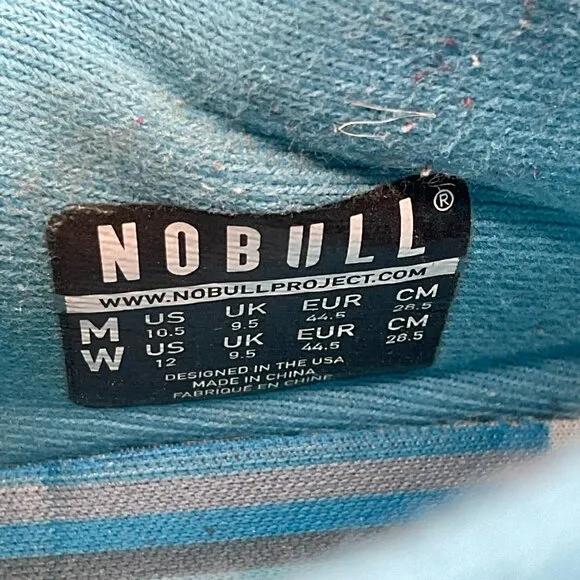 NOBULL®
WWW.NOBULLPROJECT.COM
M US UK EUR CM
10.5 9.5 44.5 28.5
W US UK EUR CM
12 9.5 44.5 28.5
DESIGNED IN THE USA
MADE IN CHINA
FABRIQUÉ EN CHINE